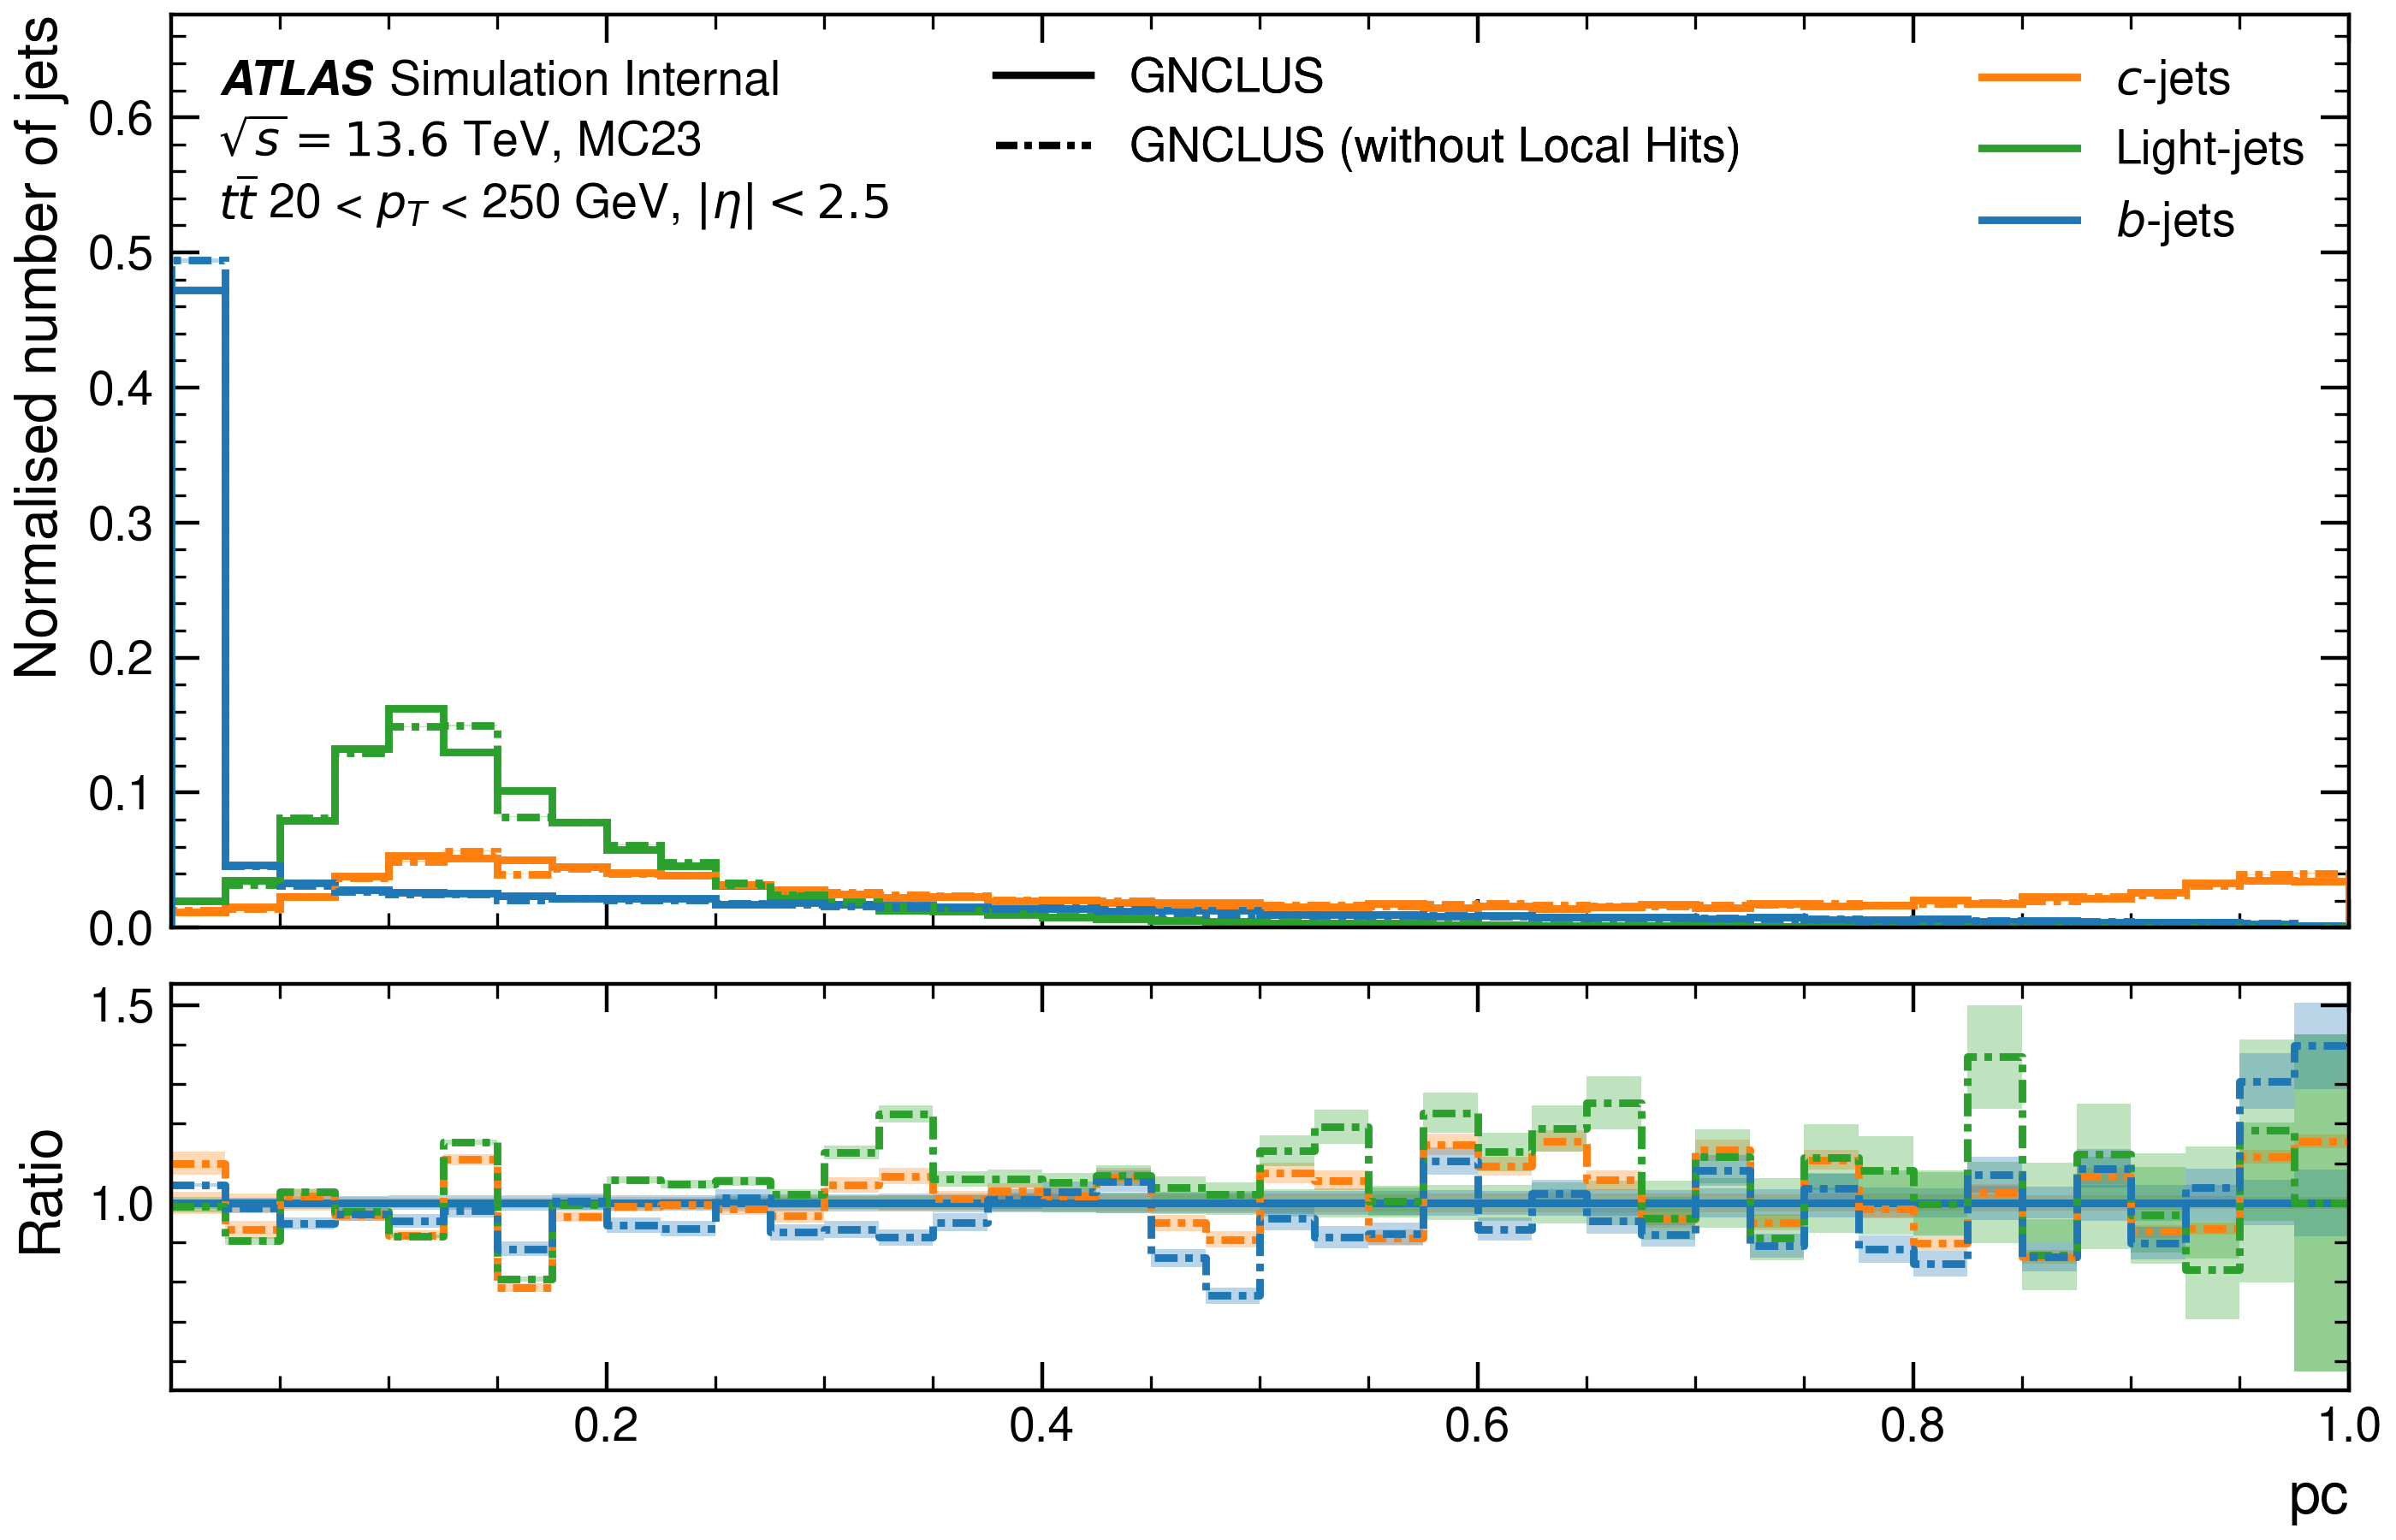 Normalised number of jets
ATLAS Simulation Internal
√s = 13.6 TeV, MC23
tt̄ 20 < p_T < 250 GeV, |η| < 2.5
GNCLUS
GNCLUS (without Local Hits)
c-jets
Light-jets
b-jets
0.6
0.5
0.4
0.3
0.2
0.1
0.0
Ratio
1.5
1.0
0.2 0.4 0.6 0.8 1.0
pc